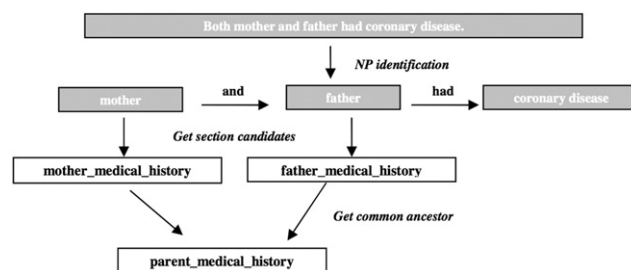 Both mother and father had coronary disease.
NP identification
mother and father had coronary disease
Get section candidates
mother_medical_history father_medical_history
Get common ancestor
parent_medical_history